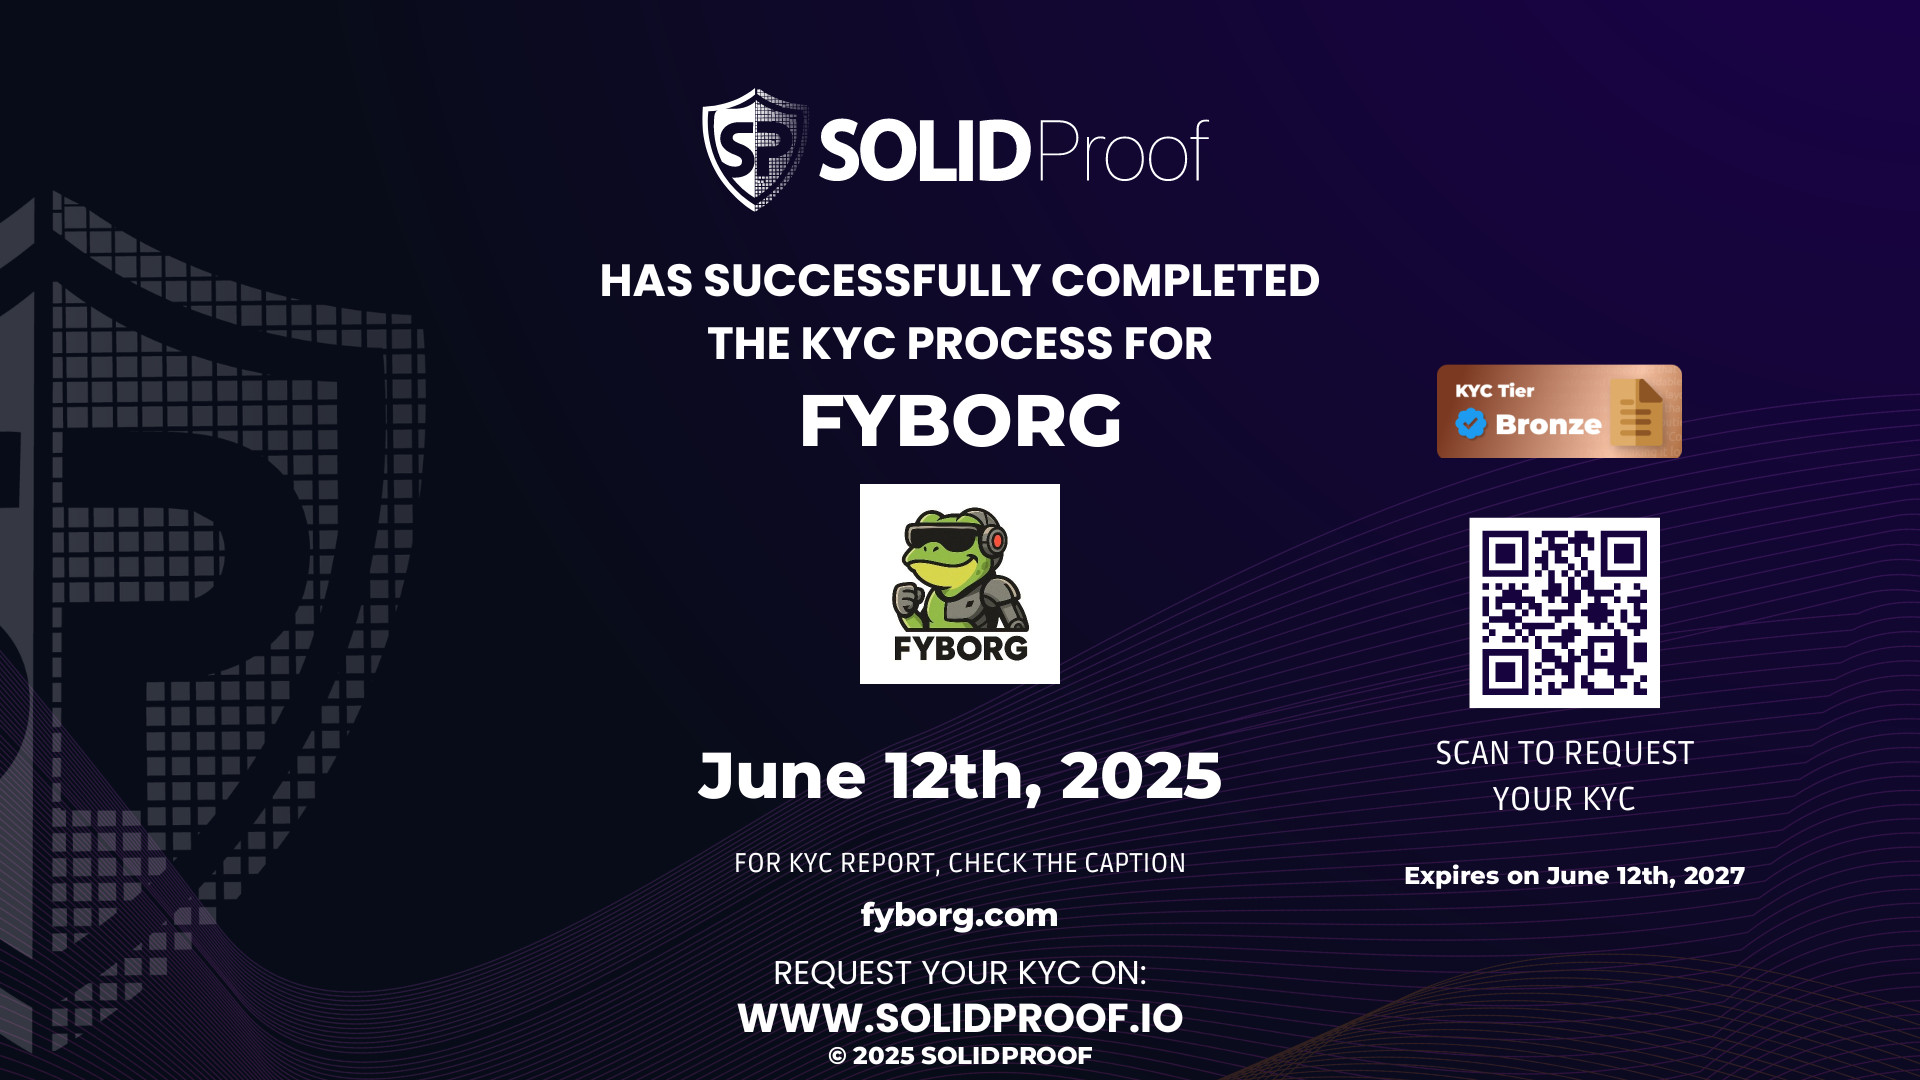 SP SOLIDProof
HAS SUCCESSFULLY COMPLETED
THE KYC PROCESS FOR
FYBORG
FYBORG
June 12th, 2025
FOR KYC REPORT, CHECK THE CAPTION
fyborg.com
REQUEST YOUR KYC ON:
WWW.SOLIDPROOF.IO
© 2025 SOLIDPROOF
KYC Tier
Bronze
SCAN TO REQUEST
YOUR KYC
Expires on June 12th, 2027